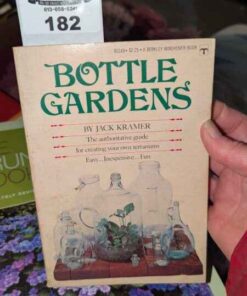 182
BOTTLE
GARDENS
BY JACK KRAMER
The authoritative guide
for creating your own terrariums
Easy... Inexpensive... Fun